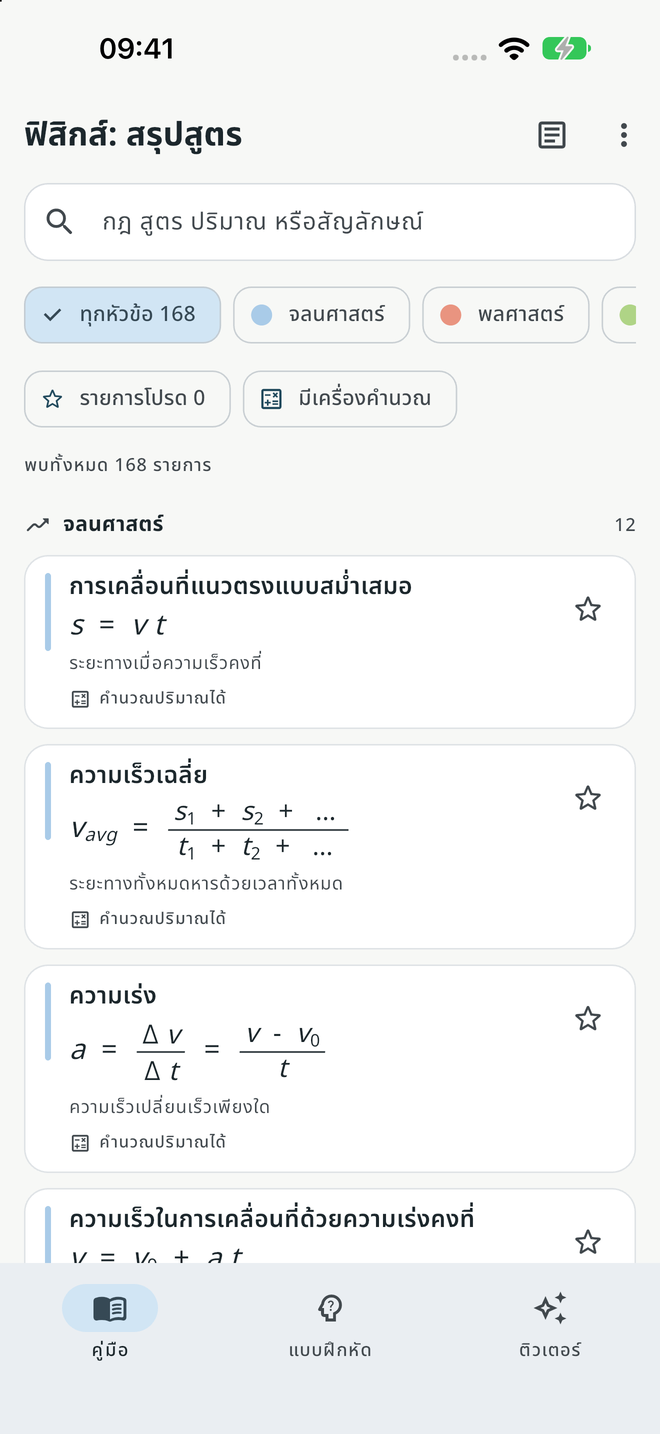 09:41
ฟิสิกส์: สรุปสูตร
กฎ สูตร ปริมาณ หรือสัญลักษณ์
ทุกหัวข้อ 168
จลนศาสตร์
พลศาสตร์
รายการโปรด 0
มีเครื่องคำนวณ
พบทั้งหมด 168 รายการ
จลนศาสตร์ 12
การเคลื่อนที่แนวตรงแบบสม่ำเสมอ
s = v t
ระยะทางเมื่อความเร็วคงที่
คำนวณปริมาณได้
ความเร็วเฉลี่ย
v_avg = (s₁ + s₂ + ...) / (t₁ + t₂ + ...)
ระยะทางทั้งหมดหารด้วยเวลาทั้งหมด
คำนวณปริมาณได้
ความเร่ง
a = Δ v / Δ t = (v - v₀) / t
ความเร็วเปลี่ยนเร็วเพียงใด
คำนวณปริมาณได้
ความเร็วในการเคลื่อนที่ด้วยความเร่งคงที่
v = v₀ + a t
คู่มือ
แบบฝึกหัด
ติวเตอร์